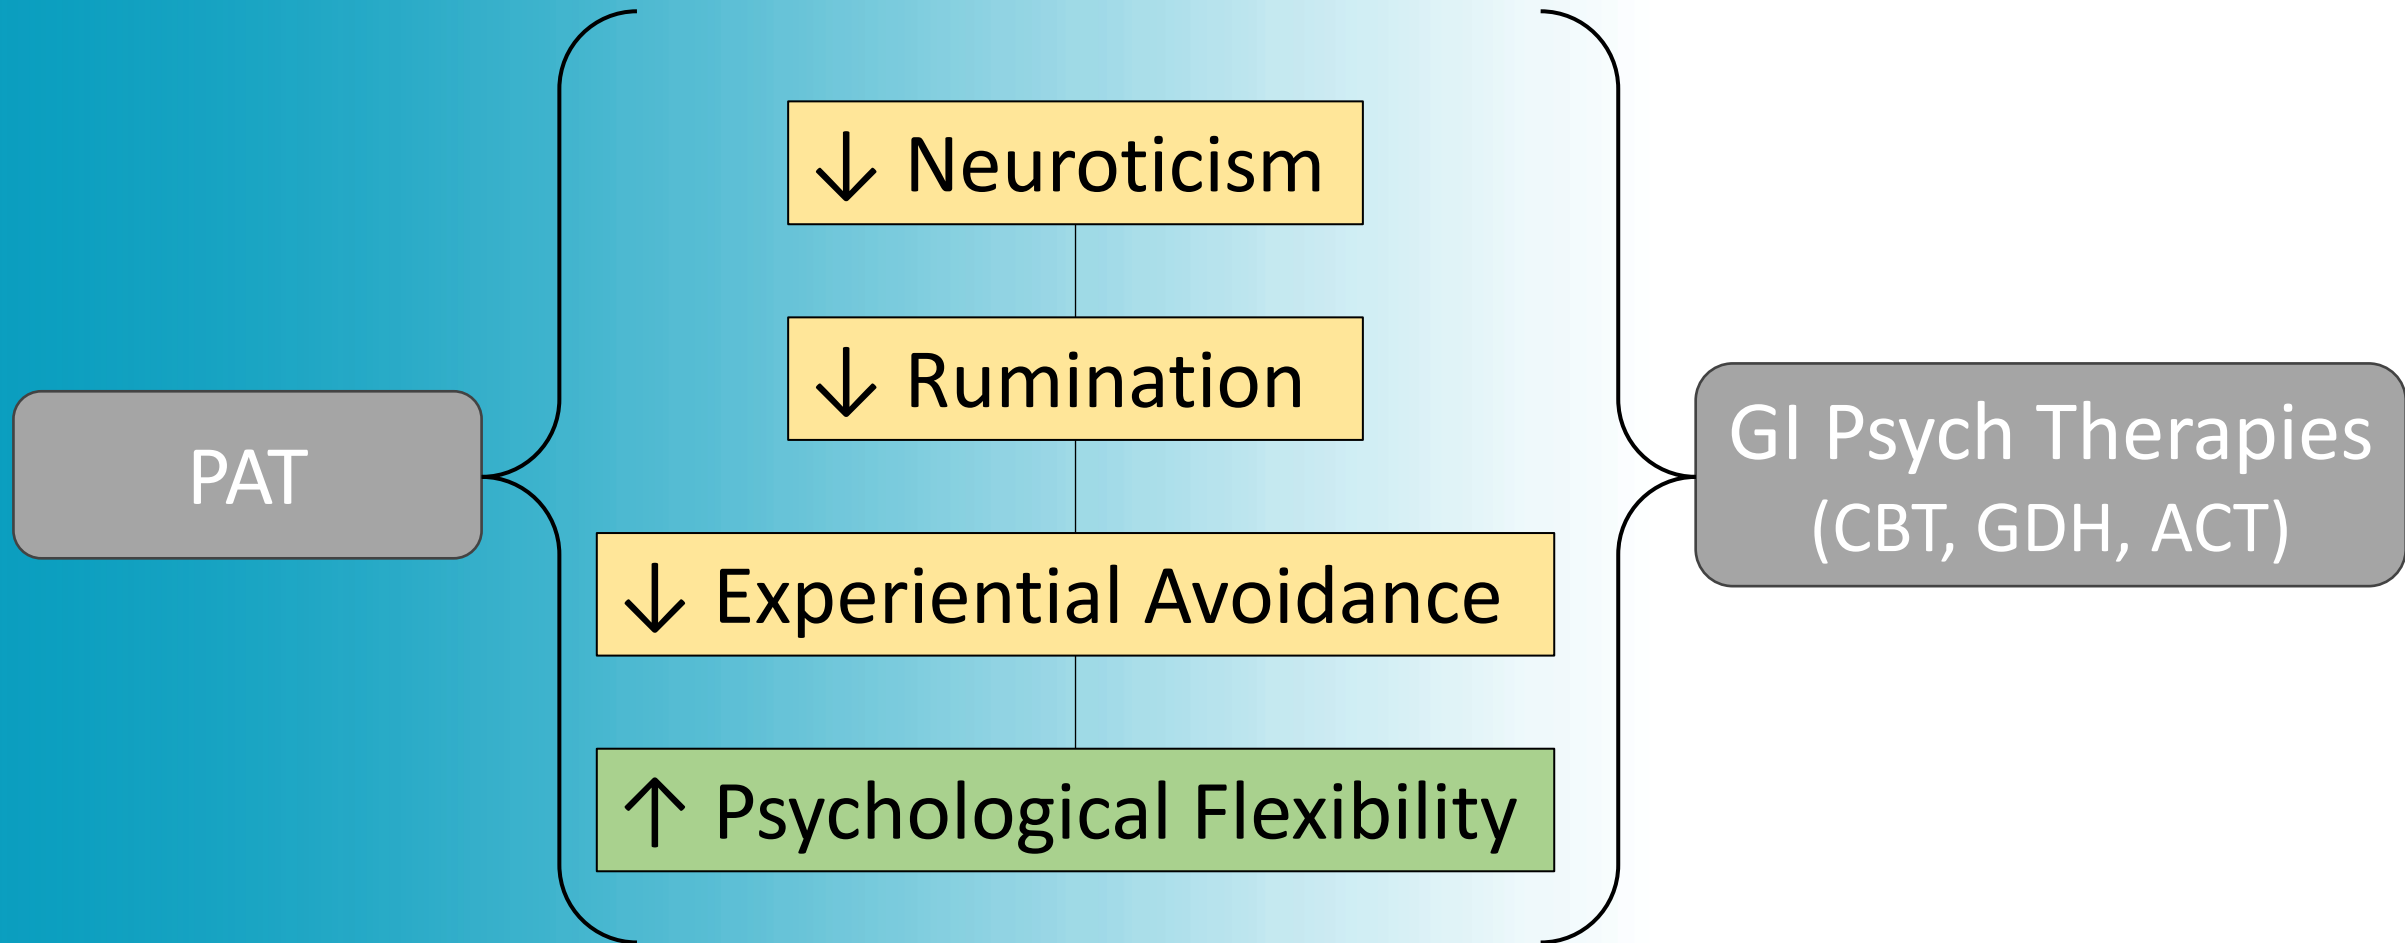 PAT
↓ Neuroticism
↓ Rumination
↓ Experiential Avoidance
↑ Psychological Flexibility
GI Psych Therapies
(CBT, GDH, ACT)